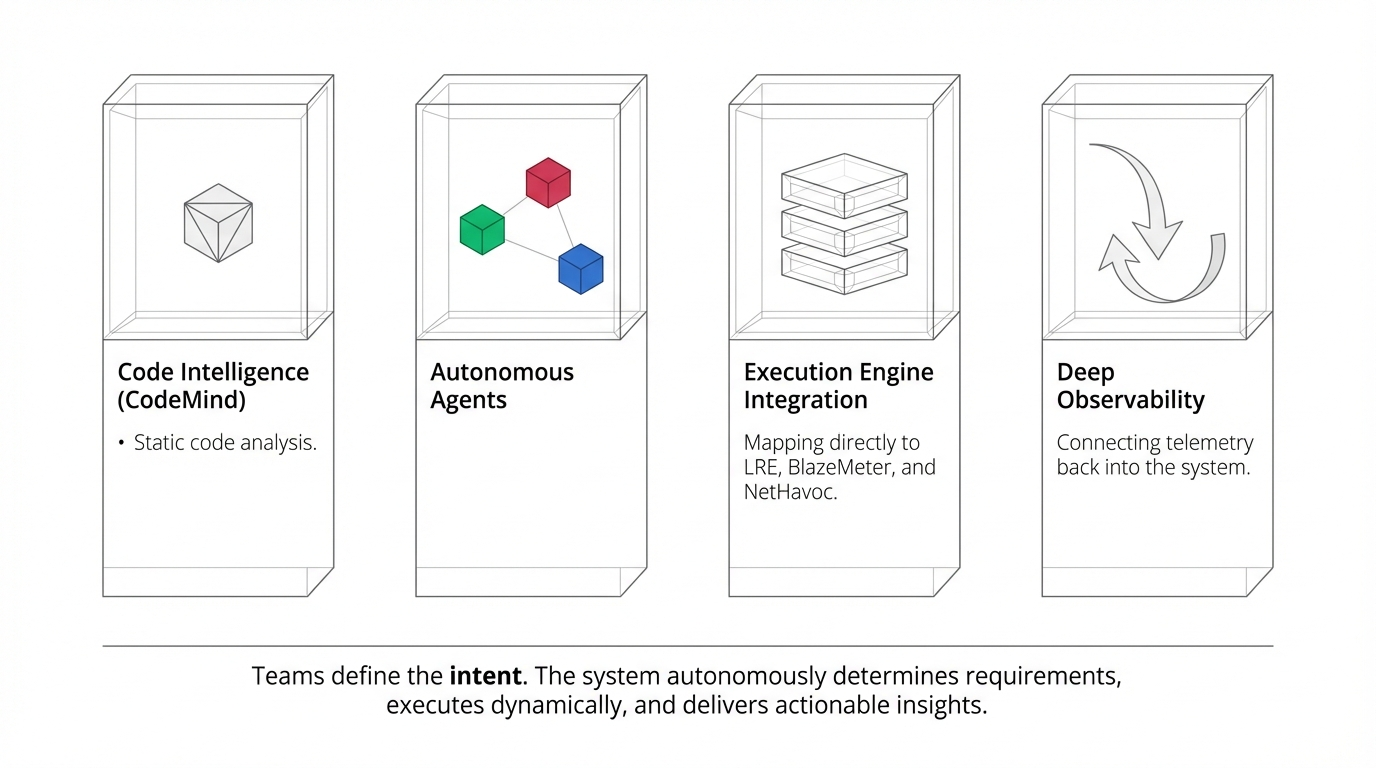 Code Intelligence
(CodeMind)
• Static code analysis.
Autonomous
Agents
Execution Engine
Integration
Mapping directly to
LRE, BlazeMeter, and
NetHavoc.
Deep
Observability
Connecting telemetry
back into the system.
Teams define the intent. The system autonomously determines requirements,
executes dynamically, and delivers actionable insights.